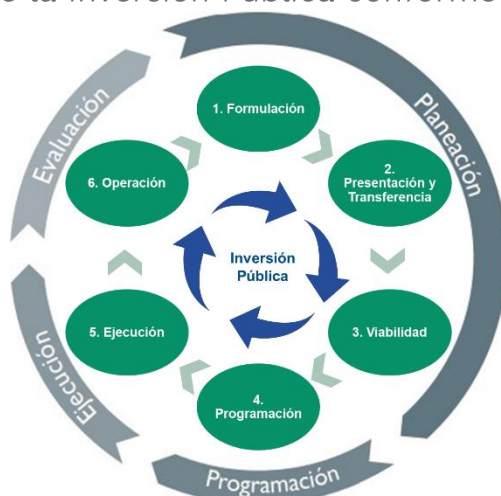 la Inversión Pública conforme
1. Formulación
2.
Presentación y
Transferencia
3. Viabilidad
4.
Programación
5. Ejecución
6. Operación
Inversión
Pública
Planeación
Programación
Ejecución
Evaluación